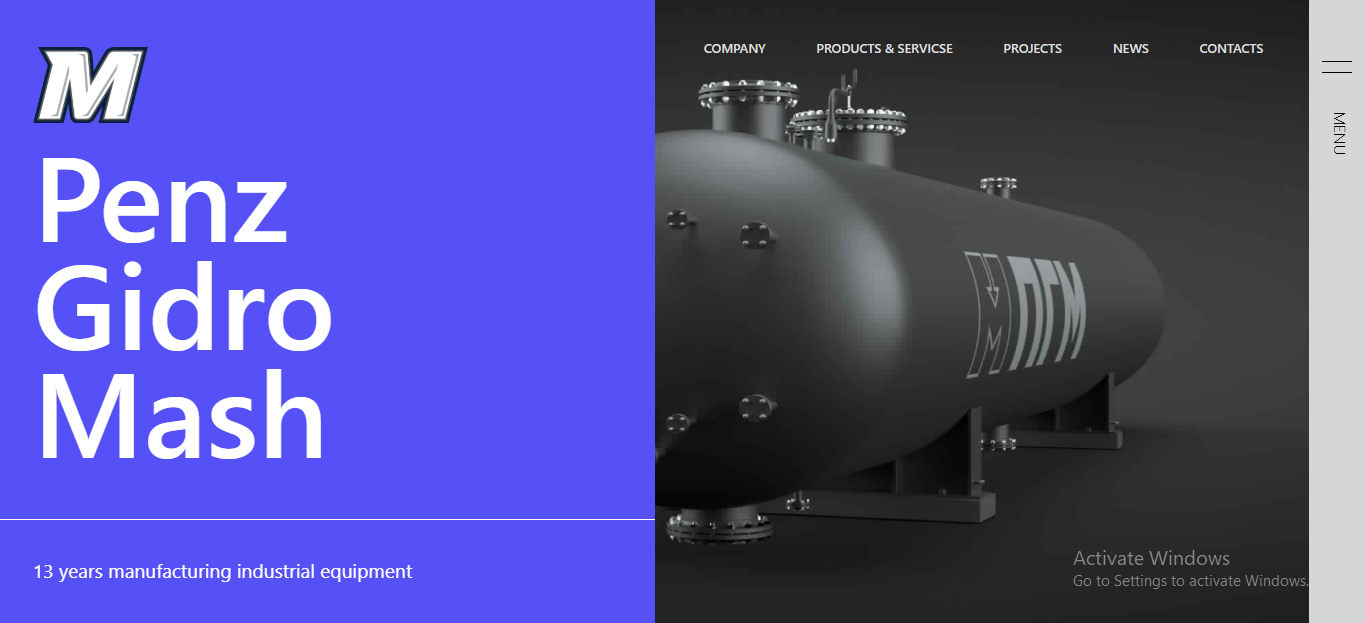 M
COMPANY PRODUCTS & SERVICSE PROJECTS NEWS CONTACTS
MENU
Penz
Gidro
Mash
ПГМ
13 years manufacturing industrial equipment
Activate Windows
Go to Settings to activate Windows.